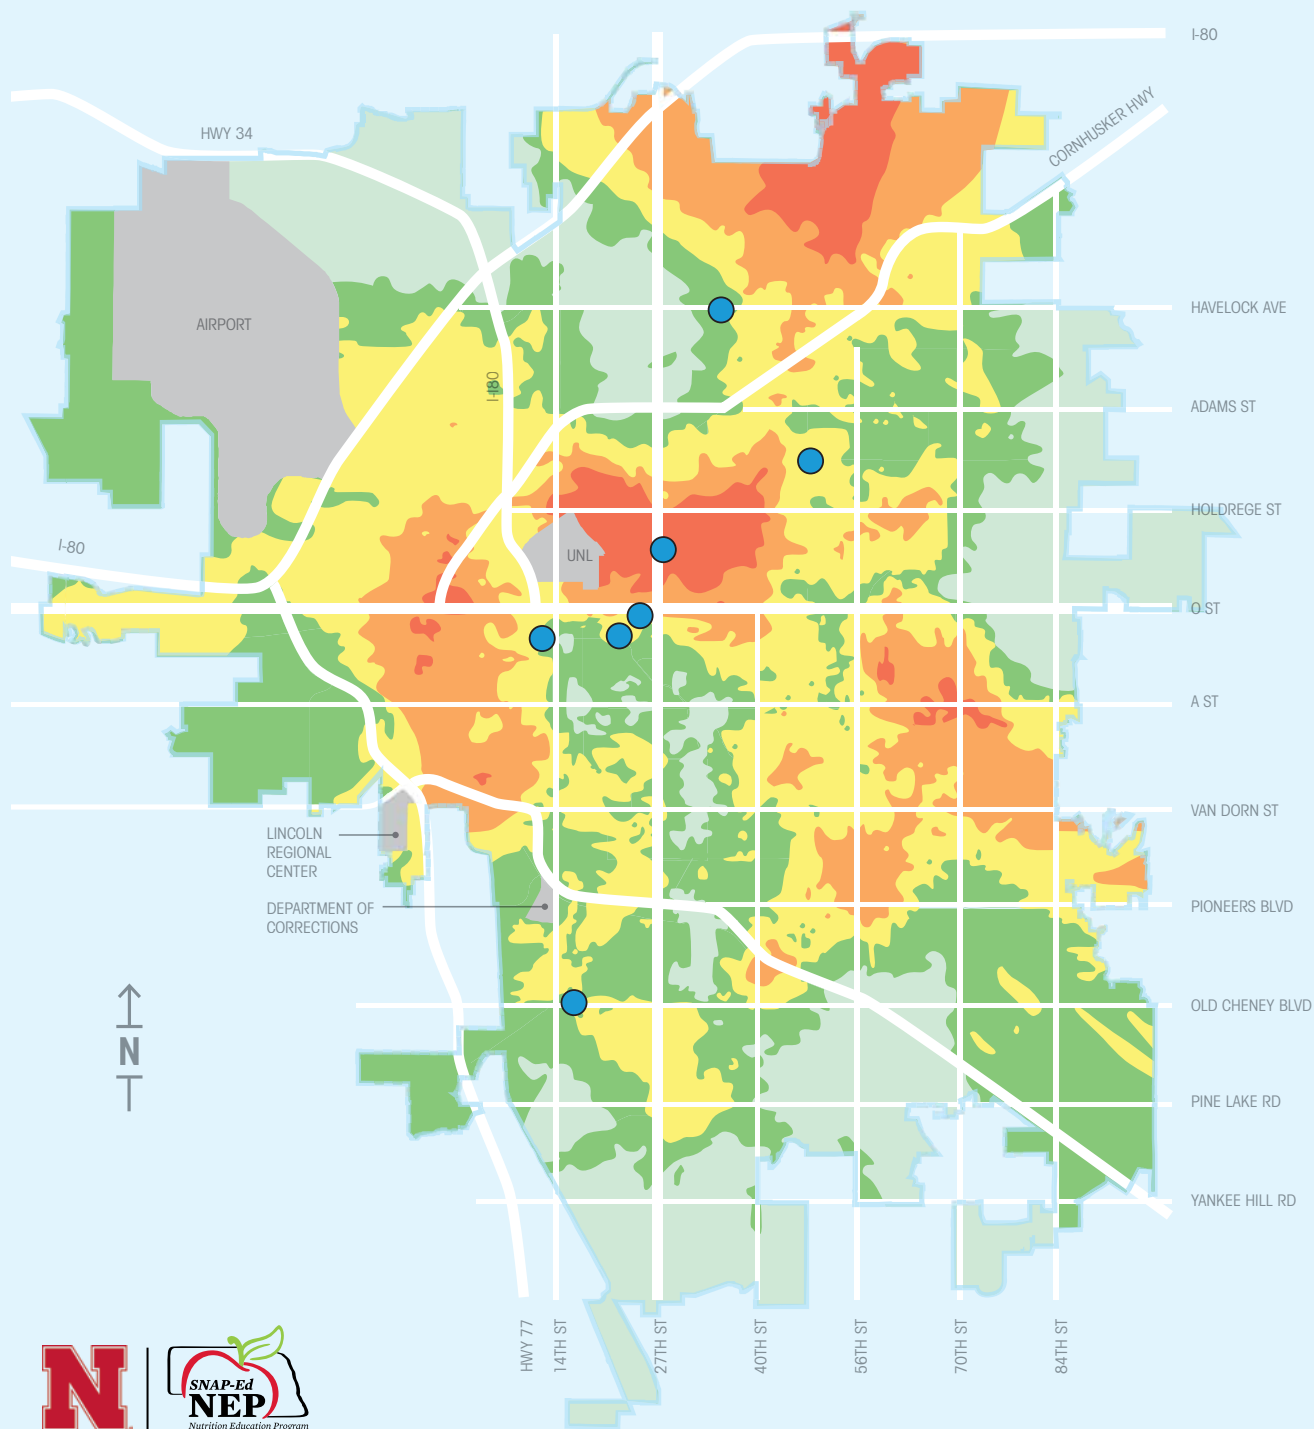 I-80
CORNHUSKER HWY
HWY 34
HAVELOCK AVE
AIRPORT
I-180
ADAMS ST
HOLDREGE ST
I-80
UNL
O ST
A ST
VAN DORN ST
LINCOLN
REGIONAL
CENTER
DEPARTMENT OF
CORRECTIONS
PIONEERS BLVD
OLD CHENEY BLVD
N
PINE LAKE RD
YANKEE HILL RD
HWY 77
14TH ST
27TH ST
40TH ST
56TH ST
70TH ST
84TH ST
N
SNAP-Ed
NEP
Nutrition Education Program